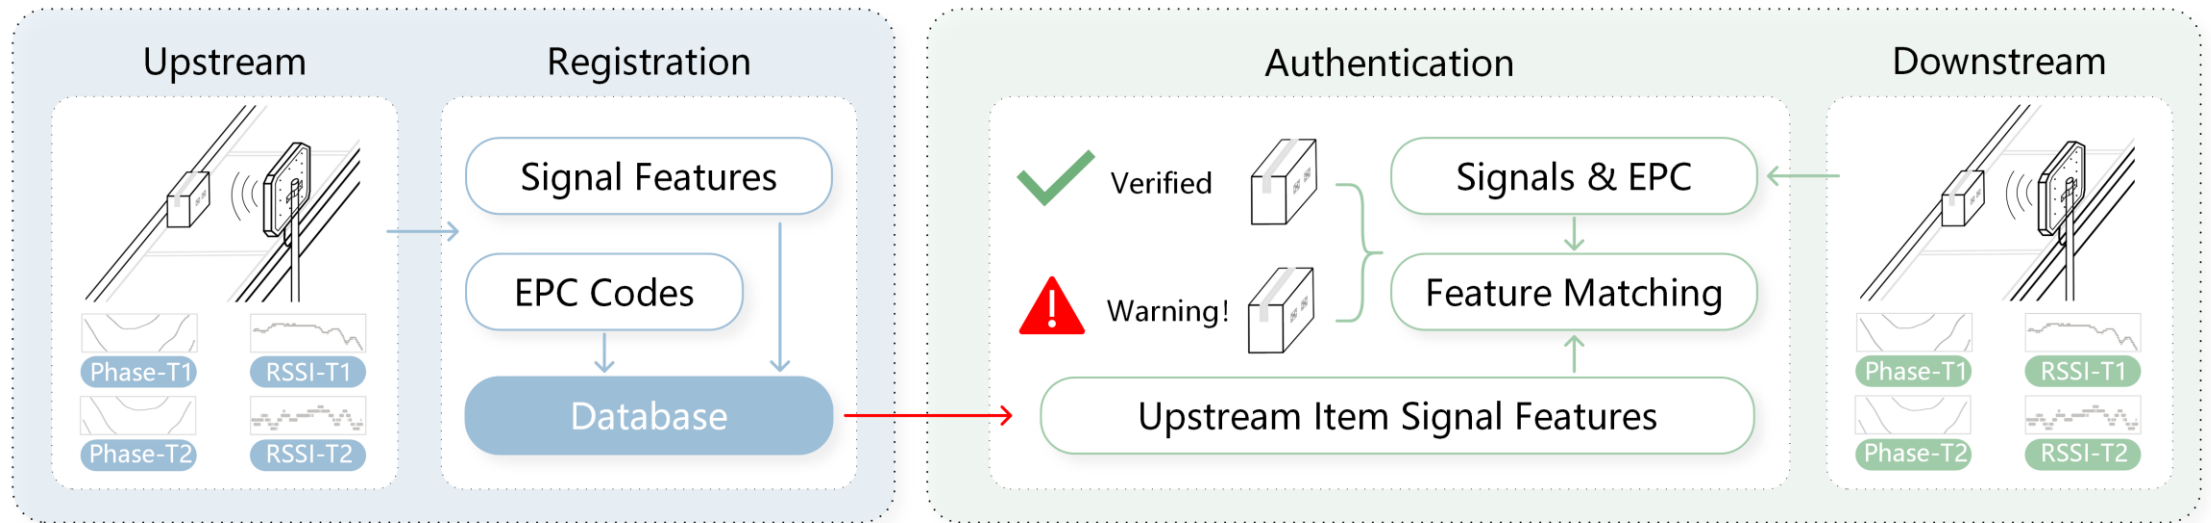 Upstream
Registration
Authentication
Downstream
Signal Features
EPC Codes
Database
Phase-T1
RSSI-T1
Phase-T2
RSSI-T2
Verified
Warning!
Signals & EPC
Feature Matching
Upstream Item Signal Features
Phase-T1
RSSI-T1
Phase-T2
RSSI-T2